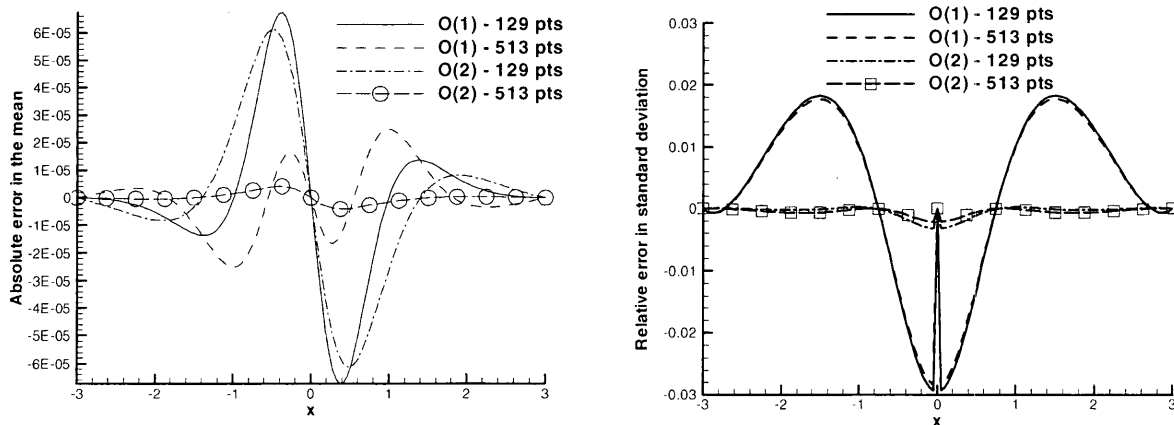 O(1) - 129 pts
O(1) - 513 pts
O(2) - 129 pts
O(2) - 513 pts
Absolute error in the mean
6E-05
5E-05
4E-05
3E-05
2E-05
1E-05
0
-1E-05
-2E-05
-3E-05
-4E-05
-5E-05
-6E-05
-3
-2
-1
0
1
2
3
x
O(1) - 129 pts
O(1) - 513 pts
O(2) - 129 pts
O(2) - 513 pts
Relative error in standard deviation
0.03
0.02
0.01
0
-0.01
-0.02
-0.03
-3
-2
-1
0
1
2
3
x